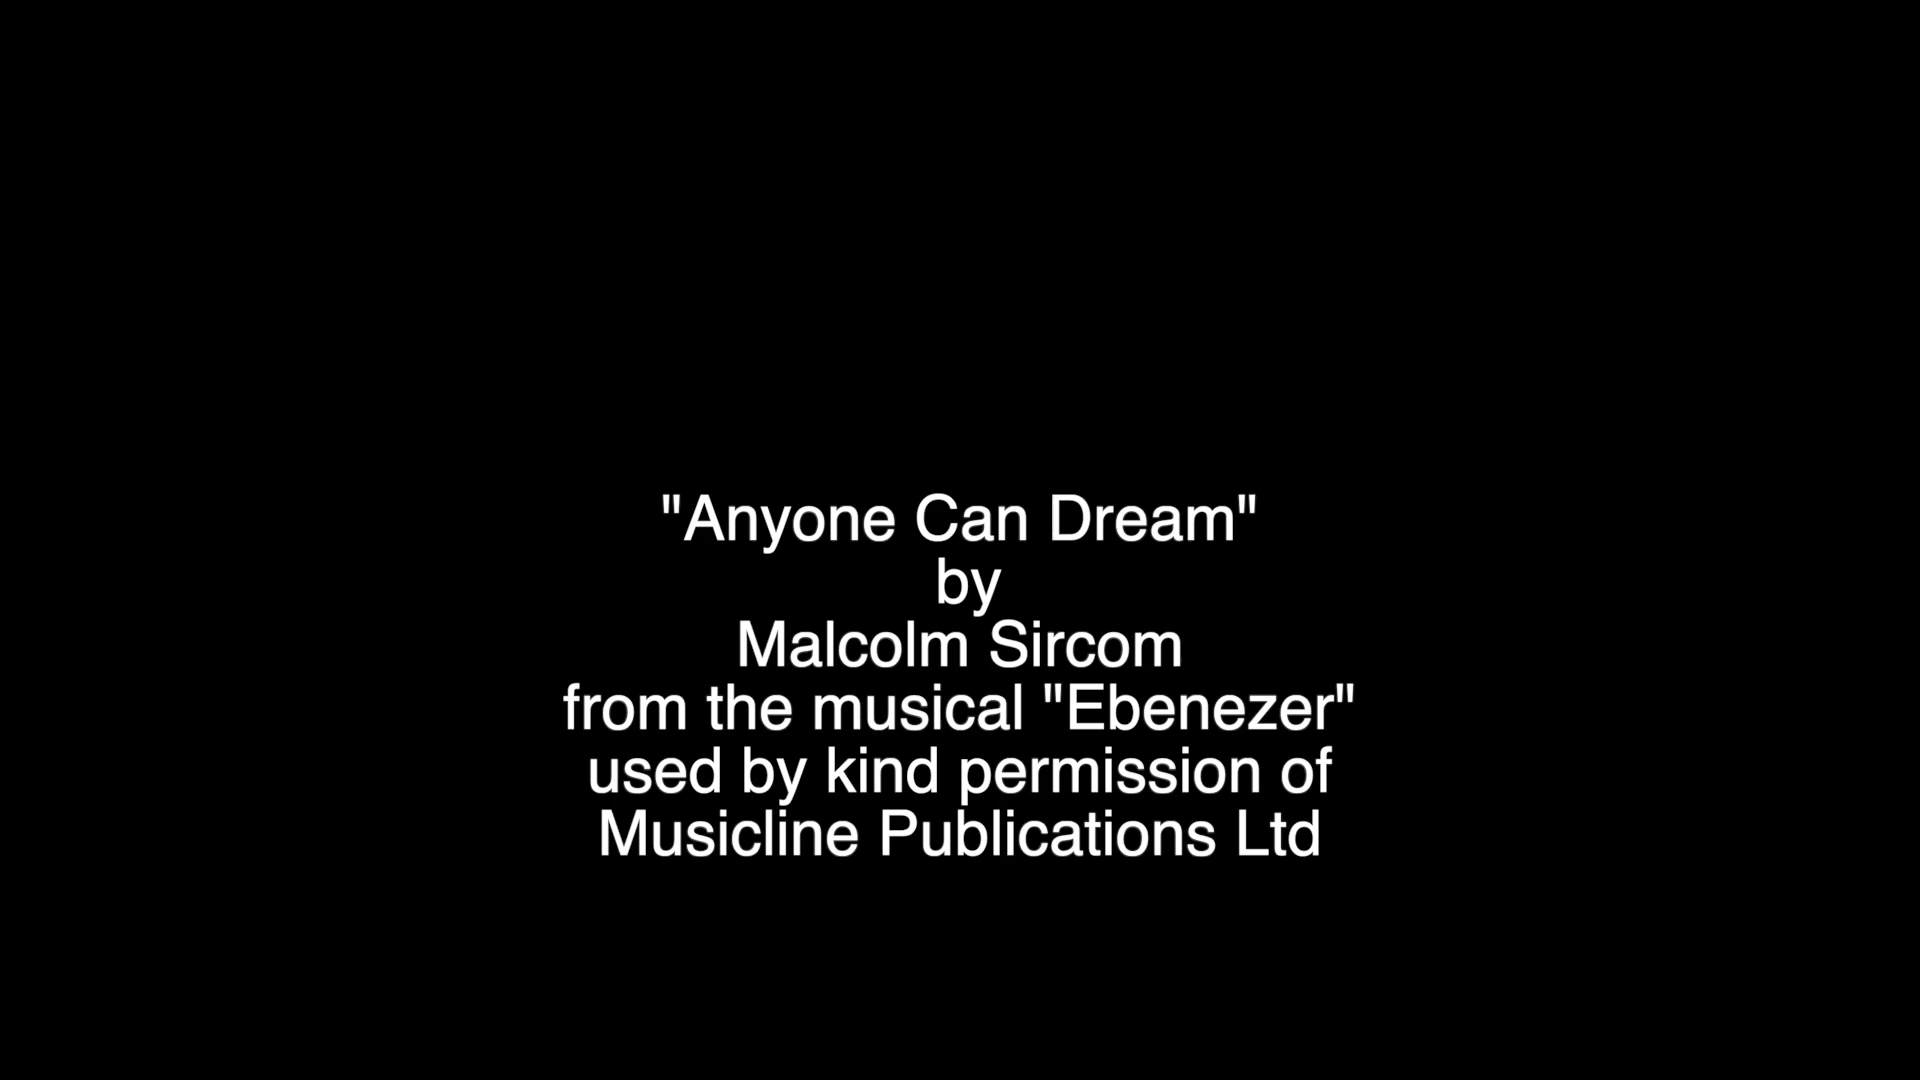 "Anyone Can Dream"
by
Malcolm Sircom
from the musical "Ebenezer"
used by kind permission of
Musicline Publications Ltd